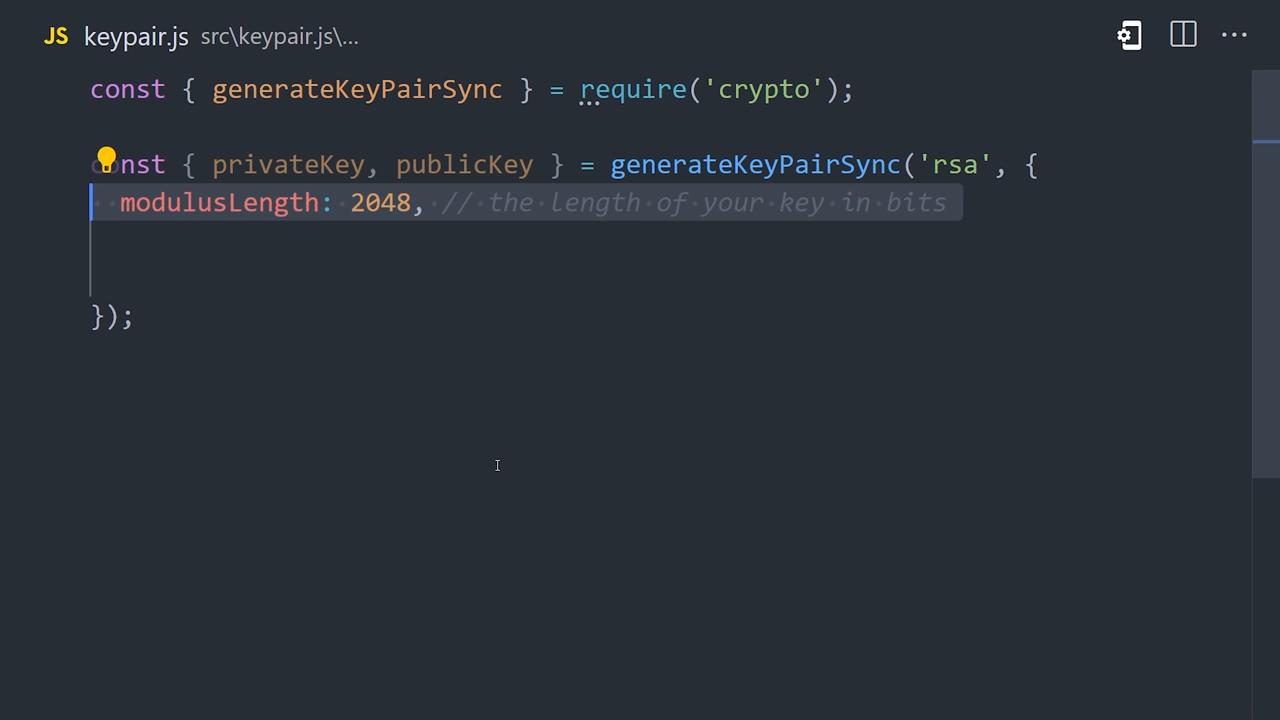 JS keypair.js src\keypair.js\...
const { generateKeyPairSync } = require('crypto');
const { privateKey, publicKey } = generateKeyPairSync('rsa', {
modulusLength: 2048, // the length of your key in bits
});